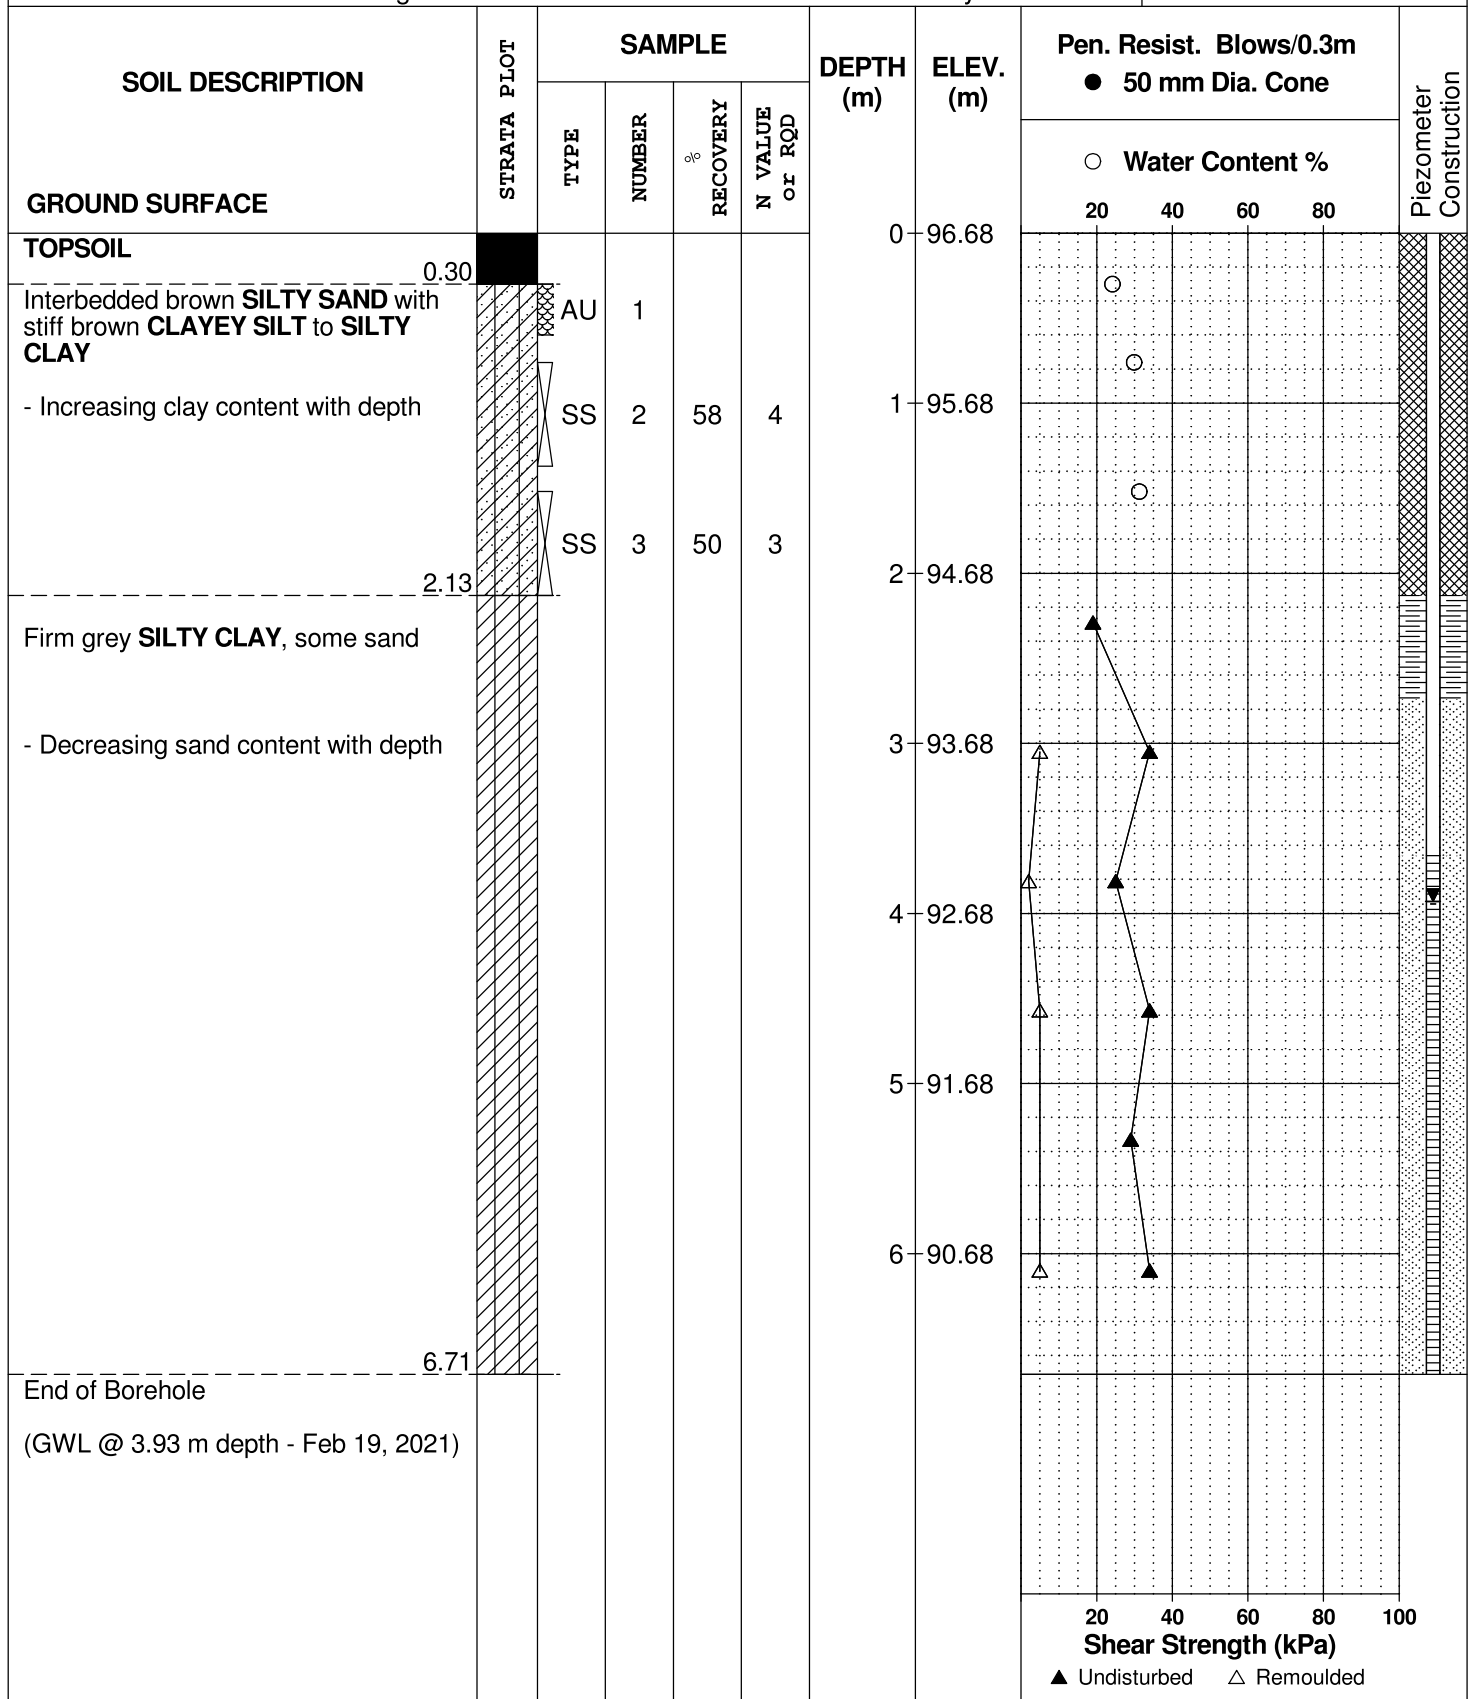 SOIL DESCRIPTION
GROUND SURFACE
STRATA PLOT
SAMPLE
TYPE
NUMBER
% RECOVERY
N VALUE
or RQD
DEPTH
(m)
ELEV.
(m)
Pen. Resist. Blows/0.3m
● 50 mm Dia. Cone
○ Water Content %
20 40 60 80
Piezometer
Construction
TOPSOIL
0.30
Interbedded brown SILTY SAND with
stiff brown CLAYEY SILT to SILTY
CLAY
- Increasing clay content with depth
2.13
Firm grey SILTY CLAY, some sand
- Decreasing sand content with depth
6.71
End of Borehole
(GWL @ 3.93 m depth - Feb 19, 2021)
AU 1
SS 2 58 4
SS 3 50 3
0 96.68
1 95.68
2 94.68
3 93.68
4 92.68
5 91.68
6 90.68
20 40 60 80 100
Shear Strength (kPa)
▲ Undisturbed △ Remoulded